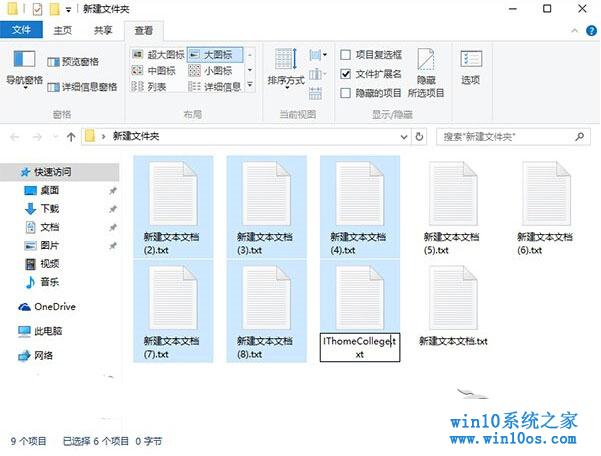 新建文件夹
文件 主页 共享 查看
导航窗格
预览窗格
详细信息窗格
窗格
超大图标 大图标
中图标 小图标
列表 详细信息
布局
排序方式
当前视图
项目复选框
文件扩展名
隐藏的项目
隐藏
所选项目
显示/隐藏
选项
新建文件夹
搜索"新建文件夹"
快速访问
桌面
下载
文档
图片
视频
音乐
OneDrive
此电脑
网络
新建文本文档
(2).txt
新建文本文档
(3).txt
新建文本文档
(4).txt
新建文本文档
(5).txt
新建文本文档
(6).txt
新建文本文档
(7).txt
新建文本文档
(8).txt
IThomeCollege.t
xt
新建文本文档.txt
9 个项目 已选择 6 个项目 0 字节
win10系统之家
www.win10os.com